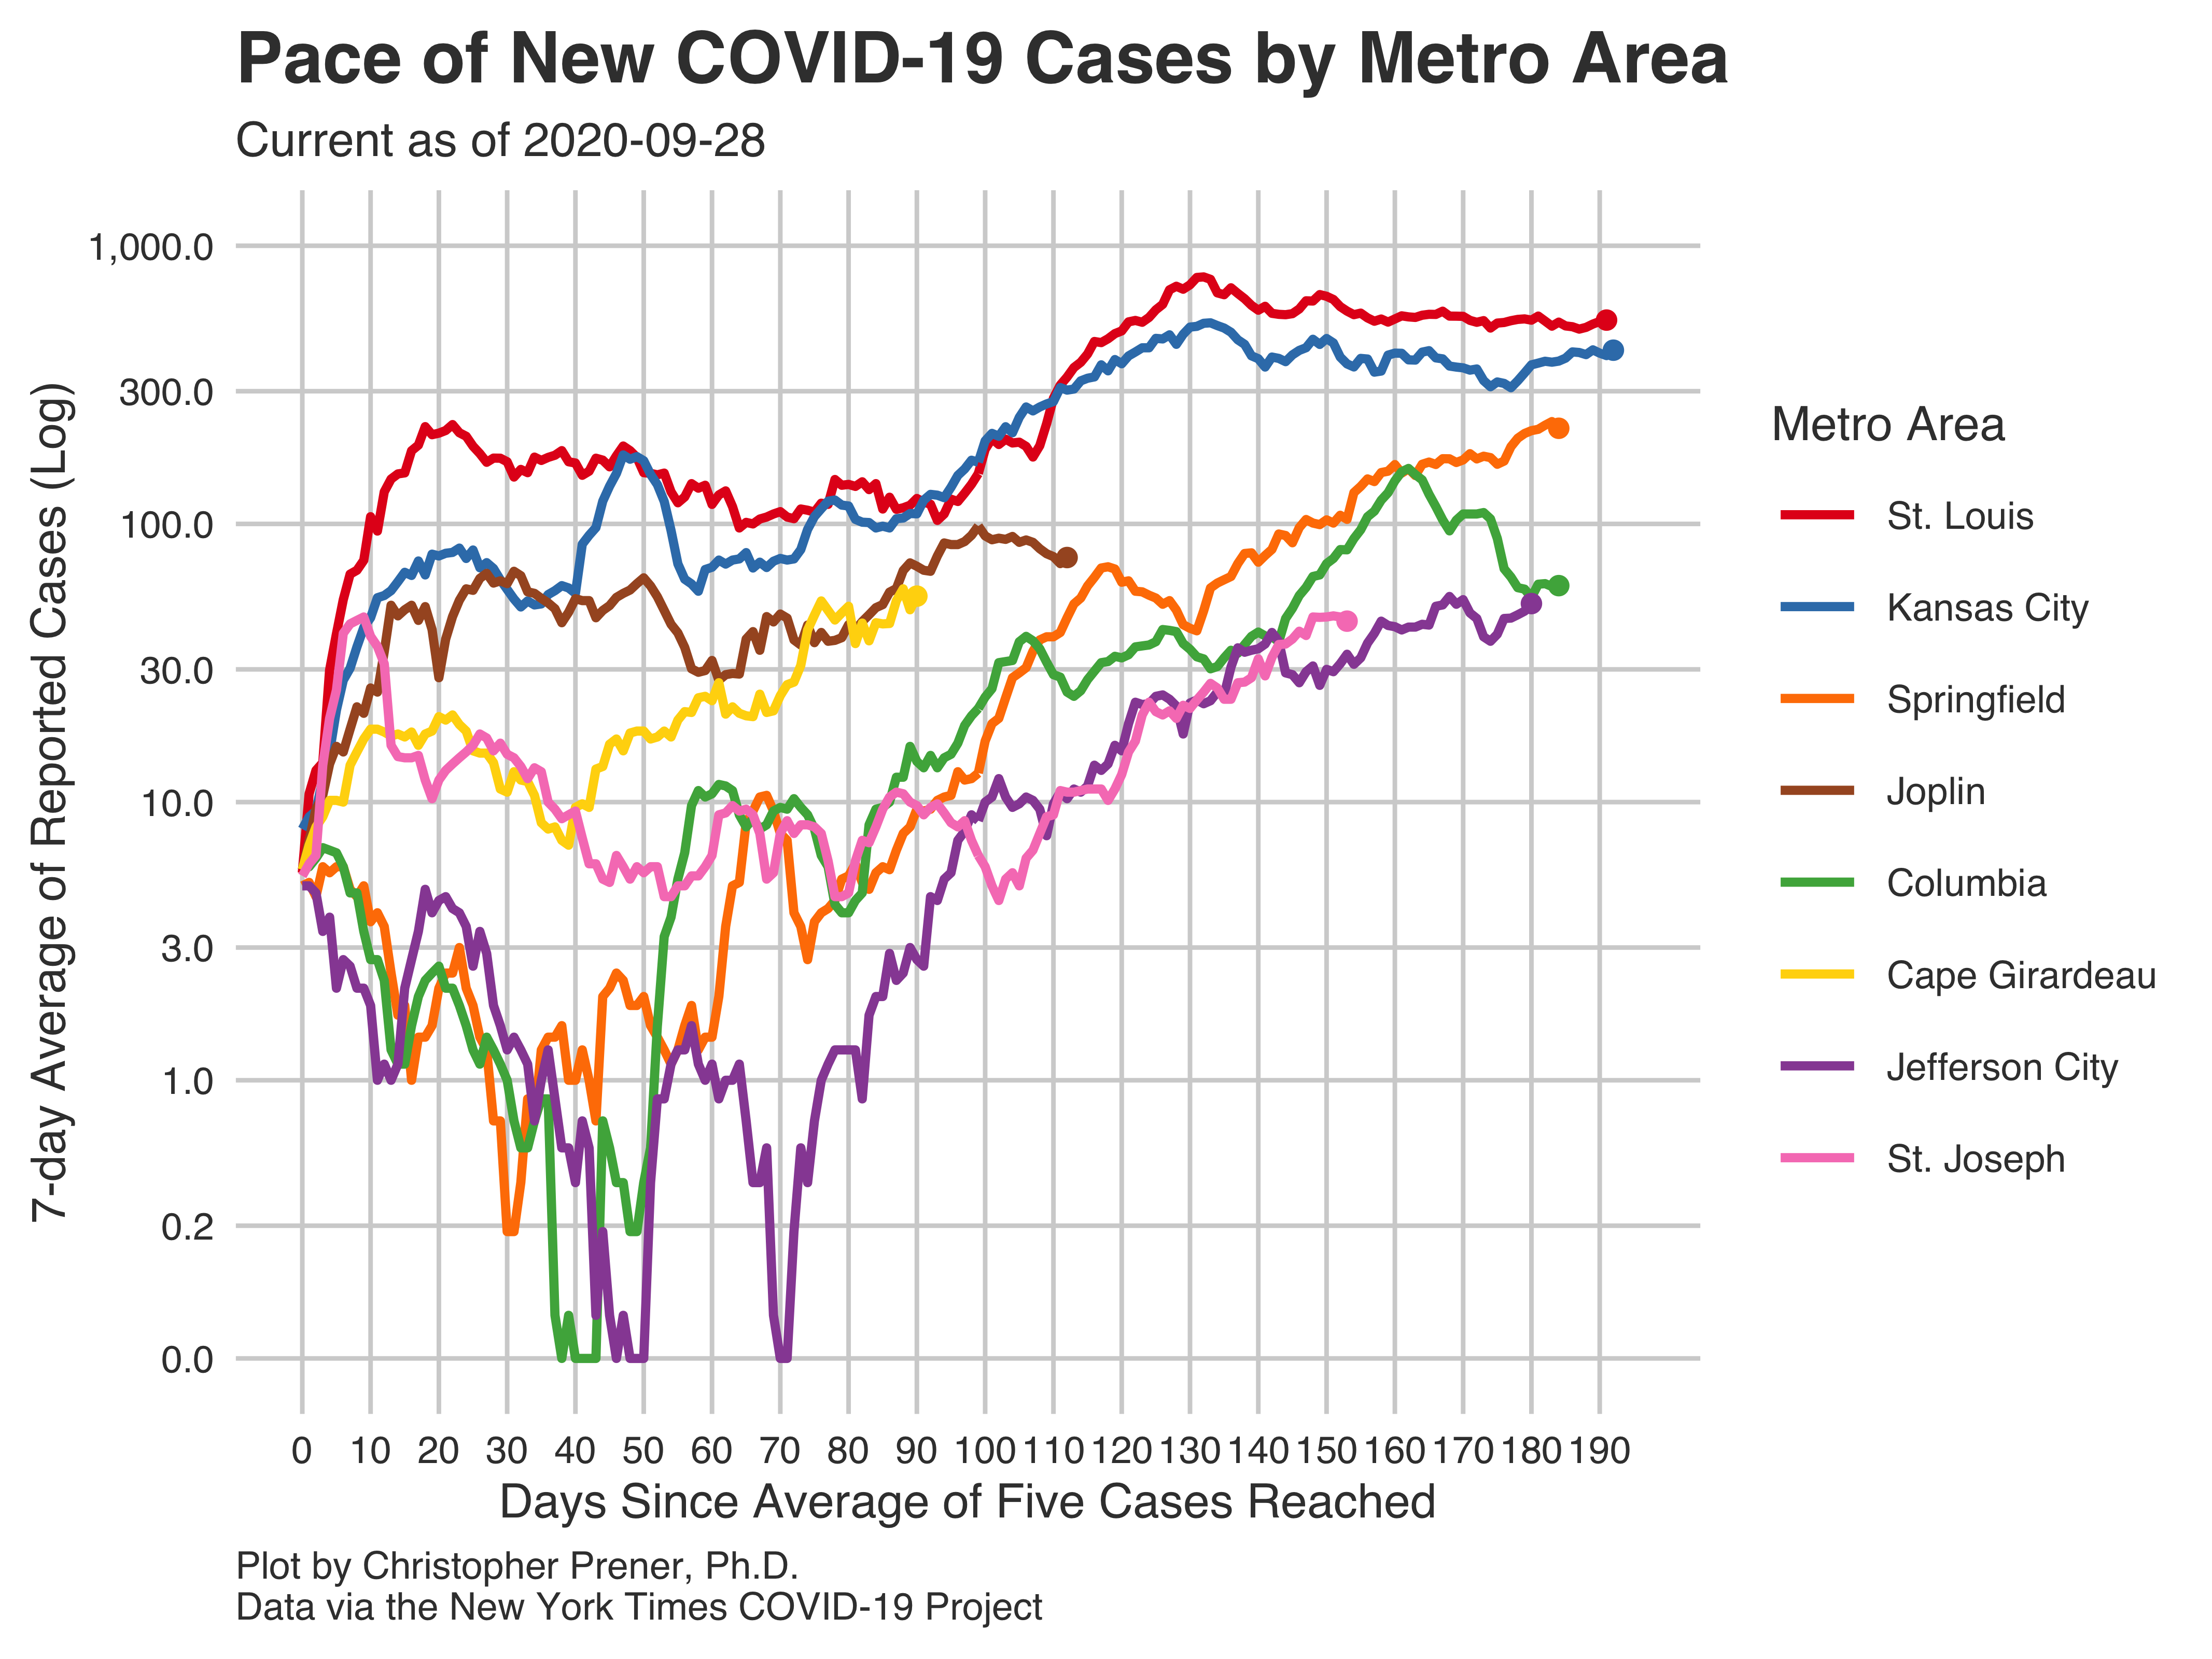 Pace of New COVID-19 Cases by Metro Area
Current as of 2020-09-28
7-day Average of Reported Cases (Log)
1,000.0
300.0
100.0
30.0
10.0
3.0
1.0
0.2
0.0
0 10 20 30 40 50 60 70 80 90 100 110 120 130 140 150 160 170 180 190
Days Since Average of Five Cases Reached
Metro Area
St. Louis
Kansas City
Springfield
Joplin
Columbia
Cape Girardeau
Jefferson City
St. Joseph
Plot by Christopher Prener, Ph.D.
Data via the New York Times COVID-19 Project